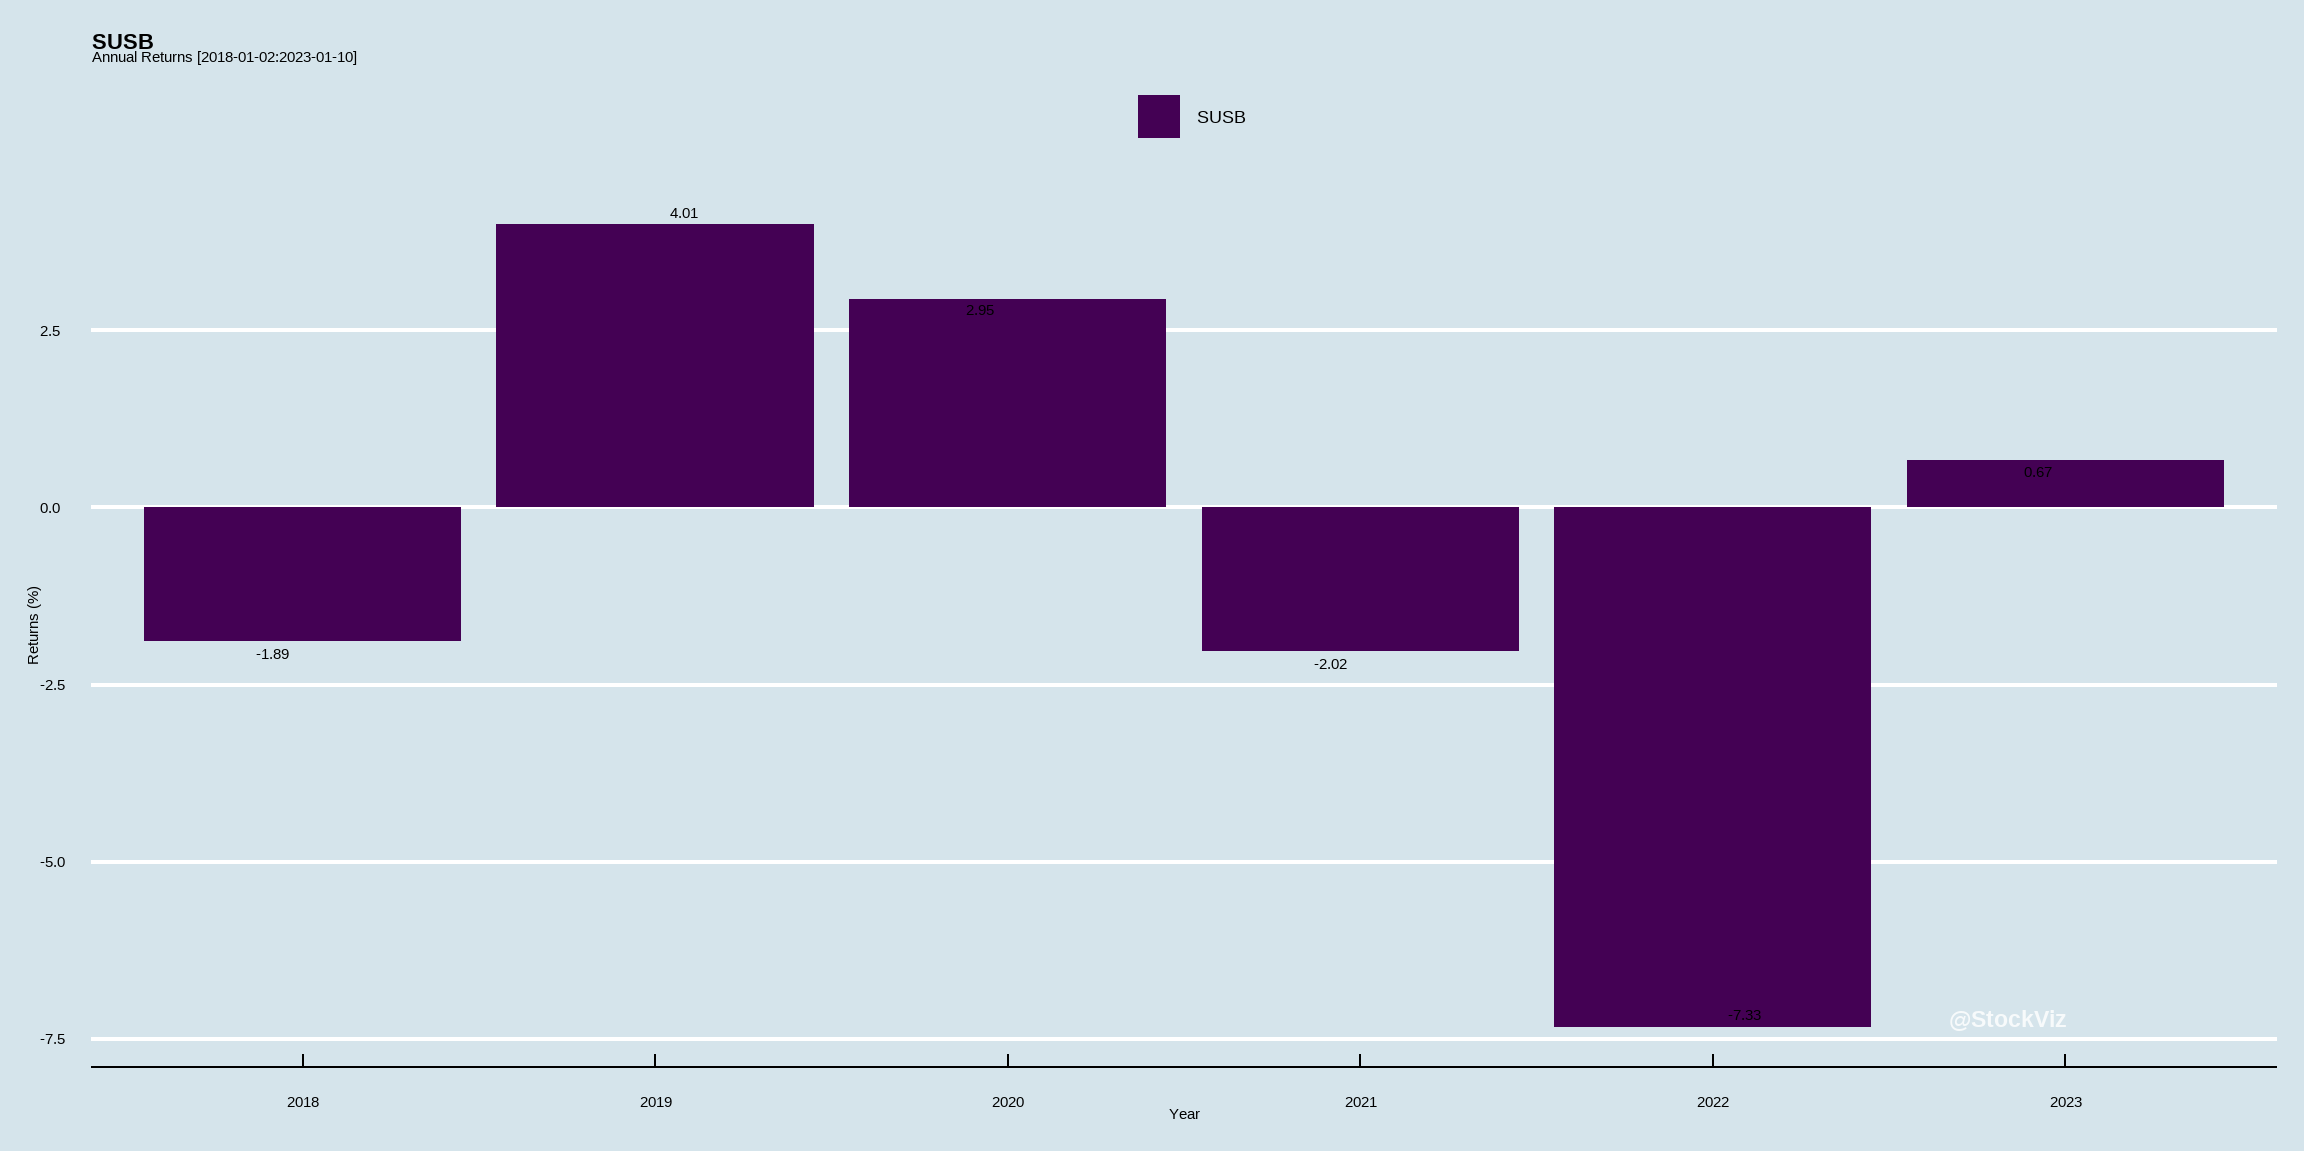 SUSB
Annual Returns [2018-01-02:2023-01-10]
SUSB
4.01
2.95
2.5
0.67
0.0
Returns (%)
-1.89
-2.02
-2.5
-5.0
-7.33
@StockViz
-7.5
2018 2019 2020 2021 2022 2023
Year